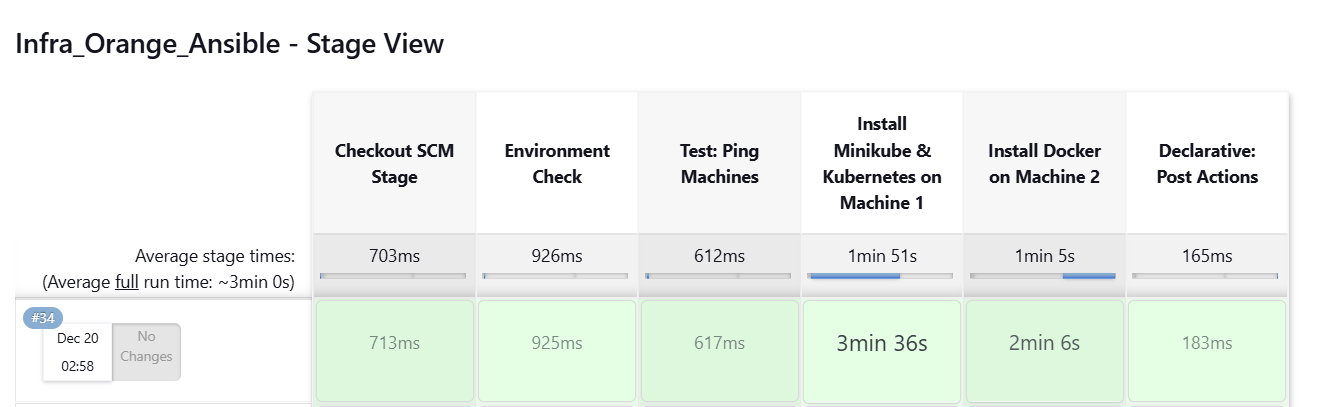 Infra_Orange_Ansible - Stage View
Checkout SCM
Stage
Environment
Check
Test: Ping
Machines
Install
Minikube &
Kubernetes on
Machine 1
Install Docker
on Machine 2
Declarative:
Post Actions
Average stage times:
(Average full run time: ~3min 0s)
703ms
926ms
612ms
1min 51s
1min 5s
165ms
#34
Dec 20
02:58
No
Changes
713ms
925ms
617ms
3min 36s
2min 6s
183ms